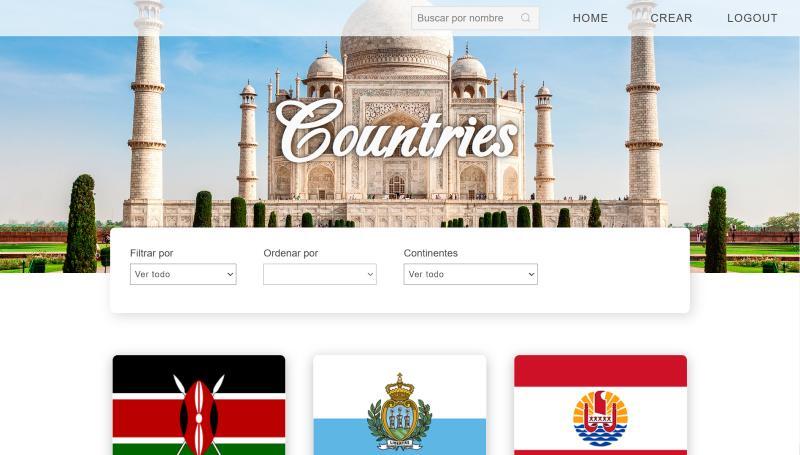 Buscar por nombre
HOME
CREAR
LOGOUT
Countries
Filtrar por
Ordenar por
Continentes
Ver todo
Ver todo
LIBERTAS